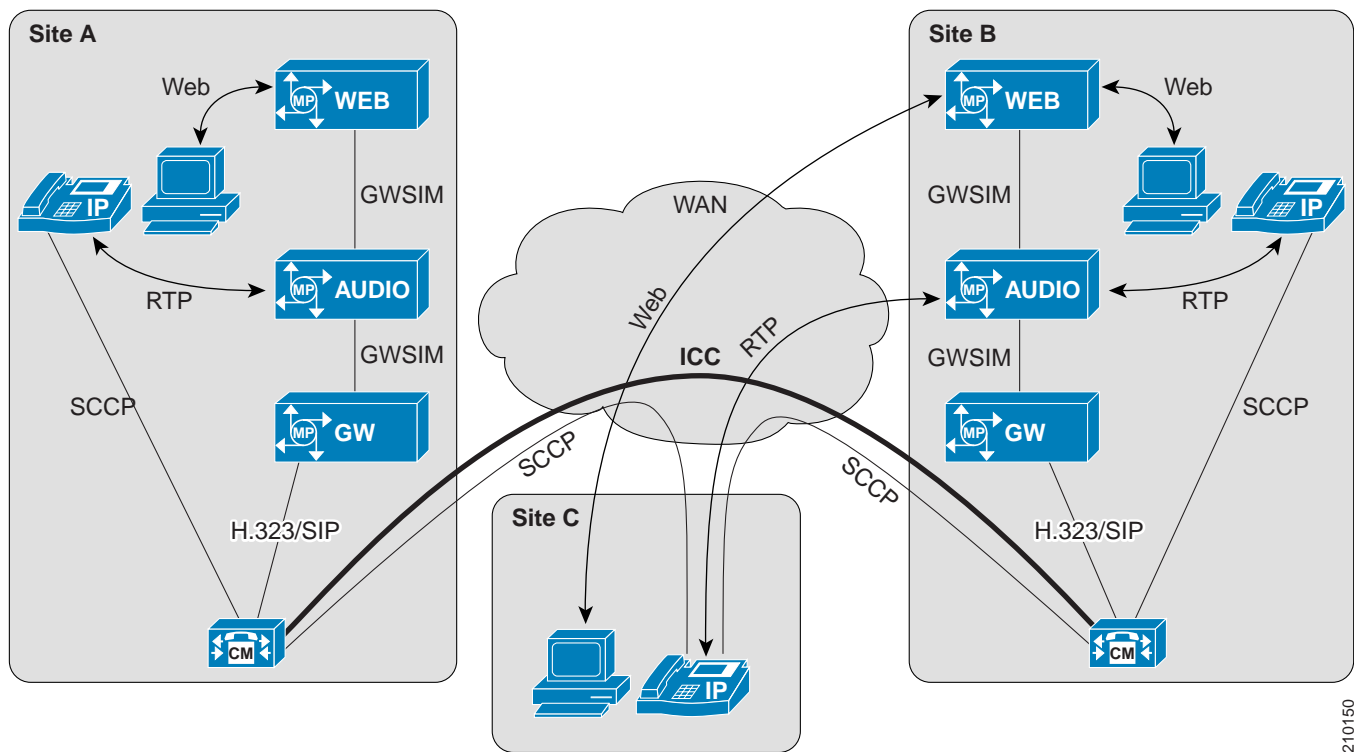 Site A
Web
MP WEB
GWSIM
IP
RTP
MP AUDIO
GWSIM
SCCP
MP GW
H.323/SIP
CM
WAN
Web
RTP
ICC
SCCP
SCCP
Site C
IP
Site B
MP WEB
Web
GWSIM
IP
MP AUDIO
RTP
GWSIM
SCCP
MP GW
H.323/SIP
CM
210150